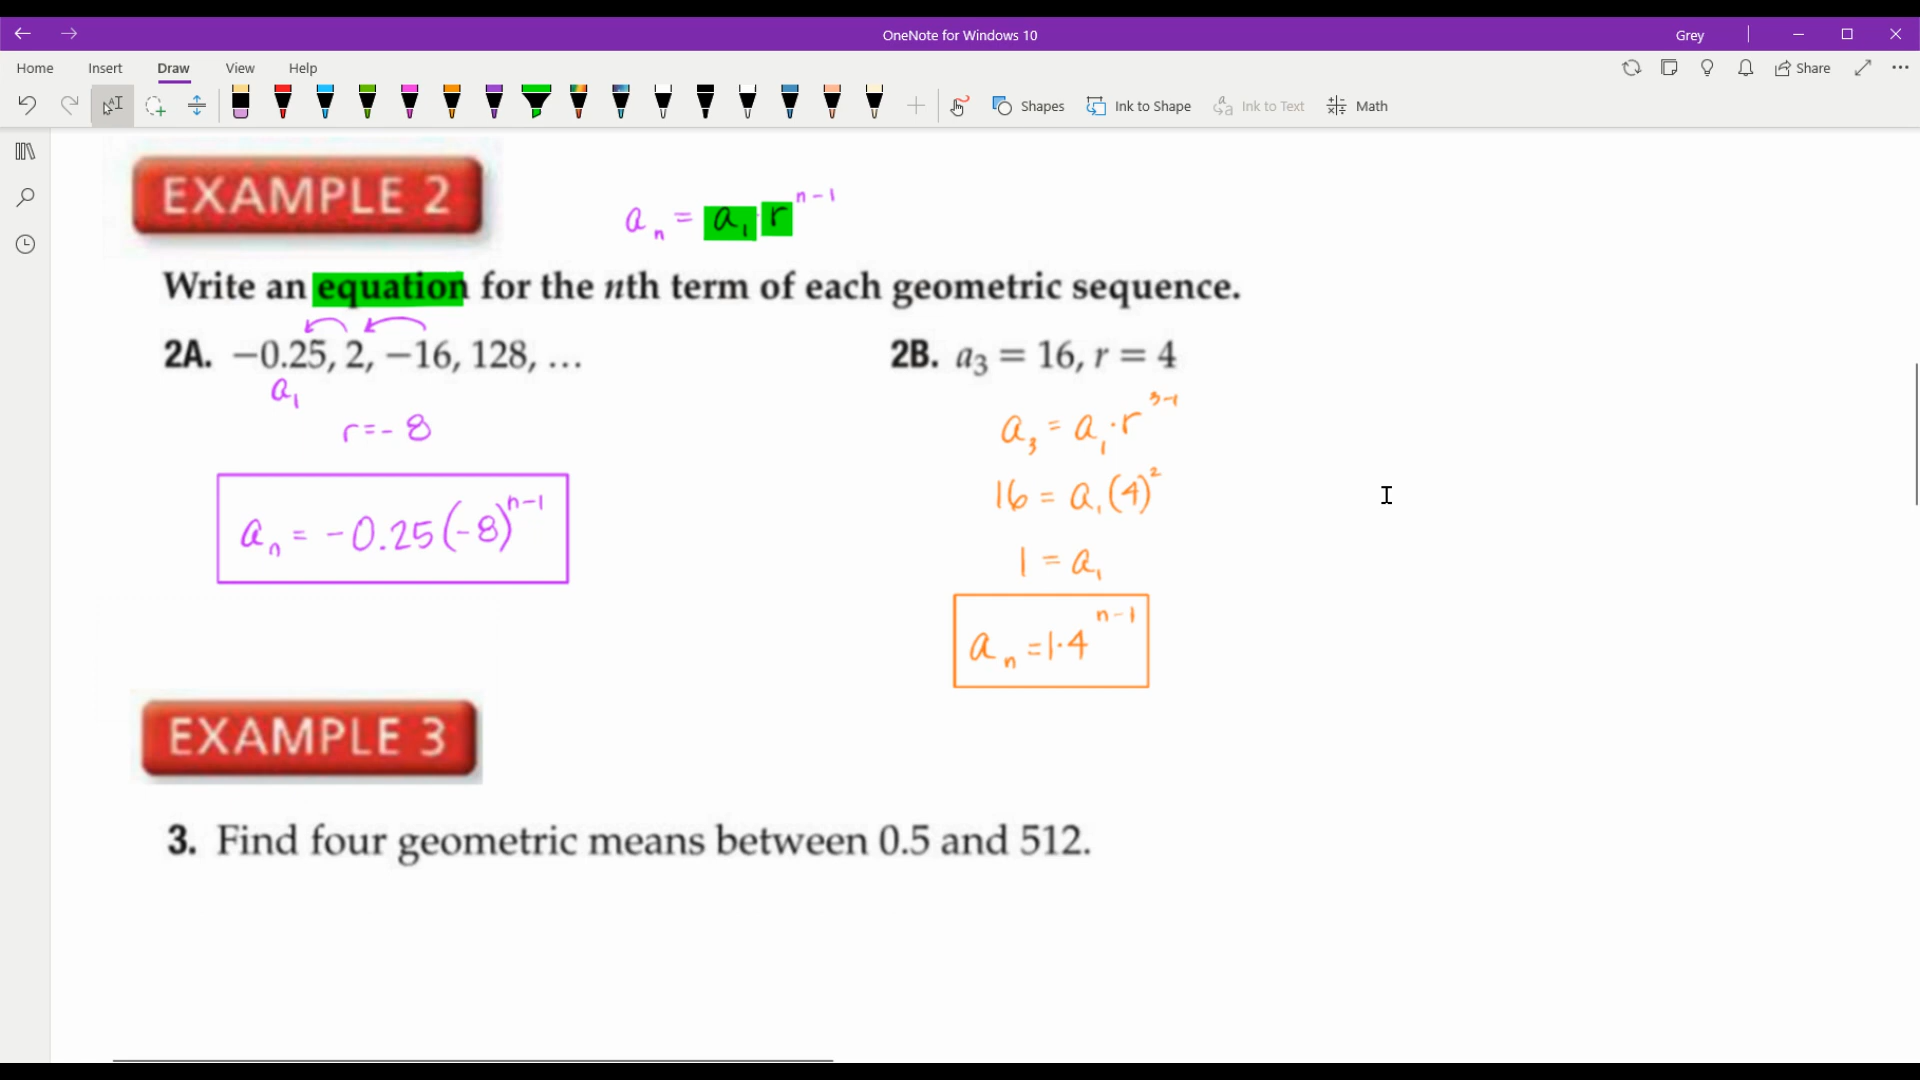 OneNote for Windows 10
Grey
Home Insert Draw View Help
Share
Shapes Ink to Shape Ink to Text Math
EXAMPLE 2
aₙ = a₁ r^(n-1)
Write an equation for the nth term of each geometric sequence.
2A. −0.25, 2, −16, 128, …
a₁
r=-8
aₙ = -0.25(-8)^(n-1)
2B. a₃ = 16, r = 4
a₃ = a₁·r^(3-1)
16 = a₁(4)²
1 = a₁
aₙ =1·4^(n-1)
EXAMPLE 3
3. Find four geometric means between 0.5 and 512.